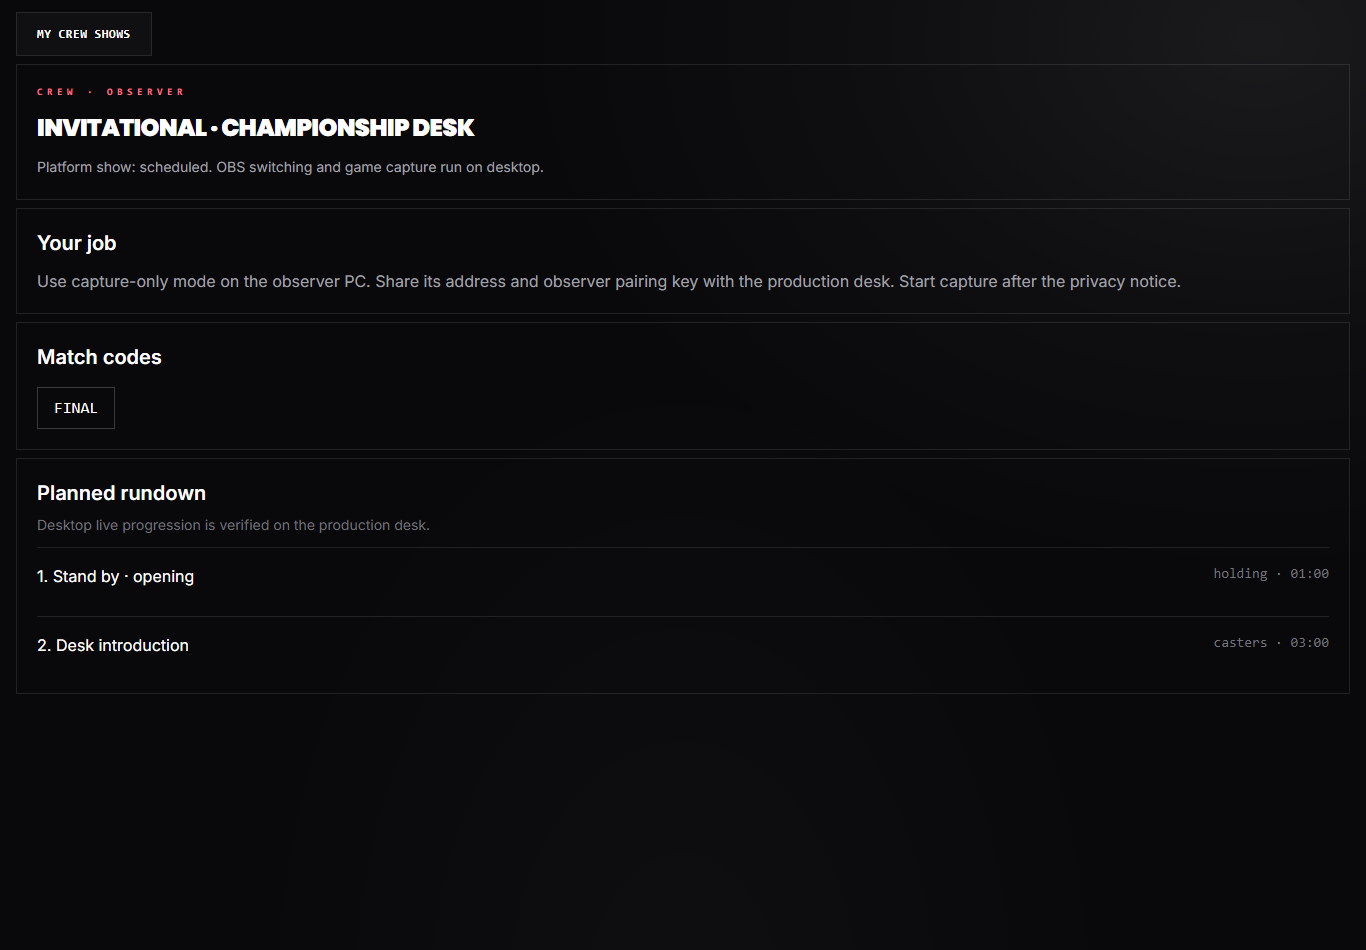 MY CREW SHOWS
CREW · OBSERVER
INVITATIONAL · CHAMPIONSHIP DESK
Platform show: scheduled. OBS switching and game capture run on desktop.
Your job
Use capture-only mode on the observer PC. Share its address and observer pairing key with the production desk. Start capture after the privacy notice.
Match codes
FINAL
Planned rundown
Desktop live progression is verified on the production desk.
1. Stand by · opening holding · 01:00
2. Desk introduction casters · 03:00